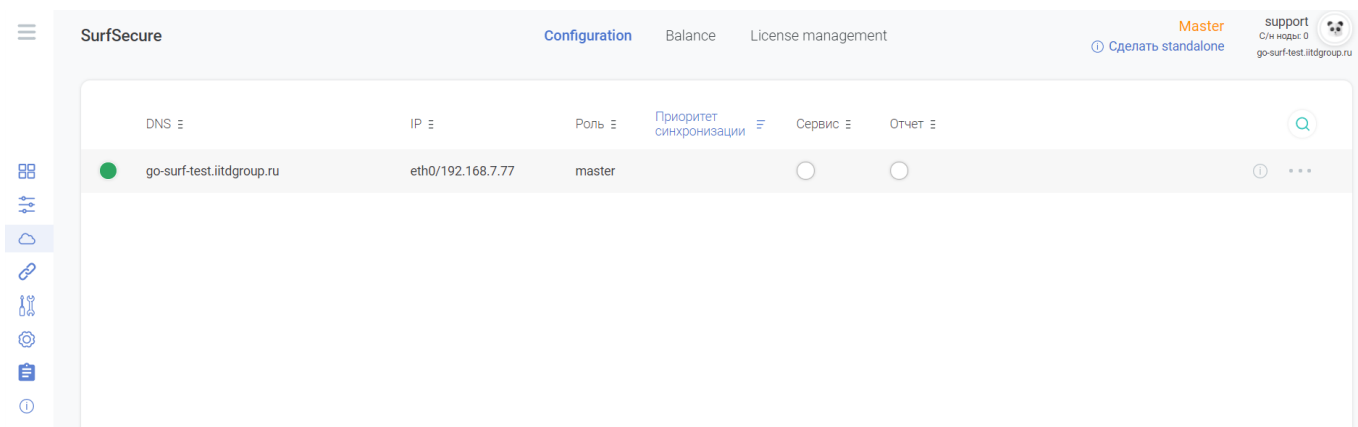 SurfSecure
Configuration
Balance
License management
Master
Сделать standalone
support
С/н ноды: 0
go-surf-test.iitdgroup.ru
DNS
IP
Роль
Приоритет
синхронизации
Сервис
Отчет
go-surf-test.iitdgroup.ru
eth0/192.168.7.77
master